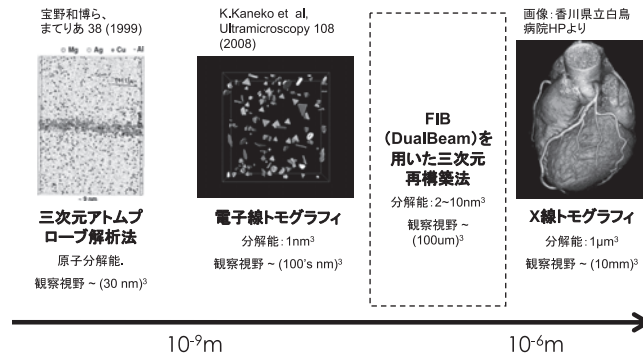 宝野和博ら、
まてりあ 38 (1999)
Mg Ag Cu Al
三次元アトムプ
ローブ解析法
原子分解能.
観察視野 ~ (30 nm)³
K.Kaneko et al,
Ultramicroscopy 108
(2008)
電子線トモグラフィ
分解能：1nm³
観察視野 ~ (100's nm)³
FIB
（DualBeam）を
用いた三次元
再構築法
分解能：2~10nm³
観察視野 ~
(100um)³
画像：香川県立白鳥
病院HPより
X線トモグラフィ
分解能：1μm³
観察視野 ~ (10mm)³
10⁻⁹m
10⁻⁶m